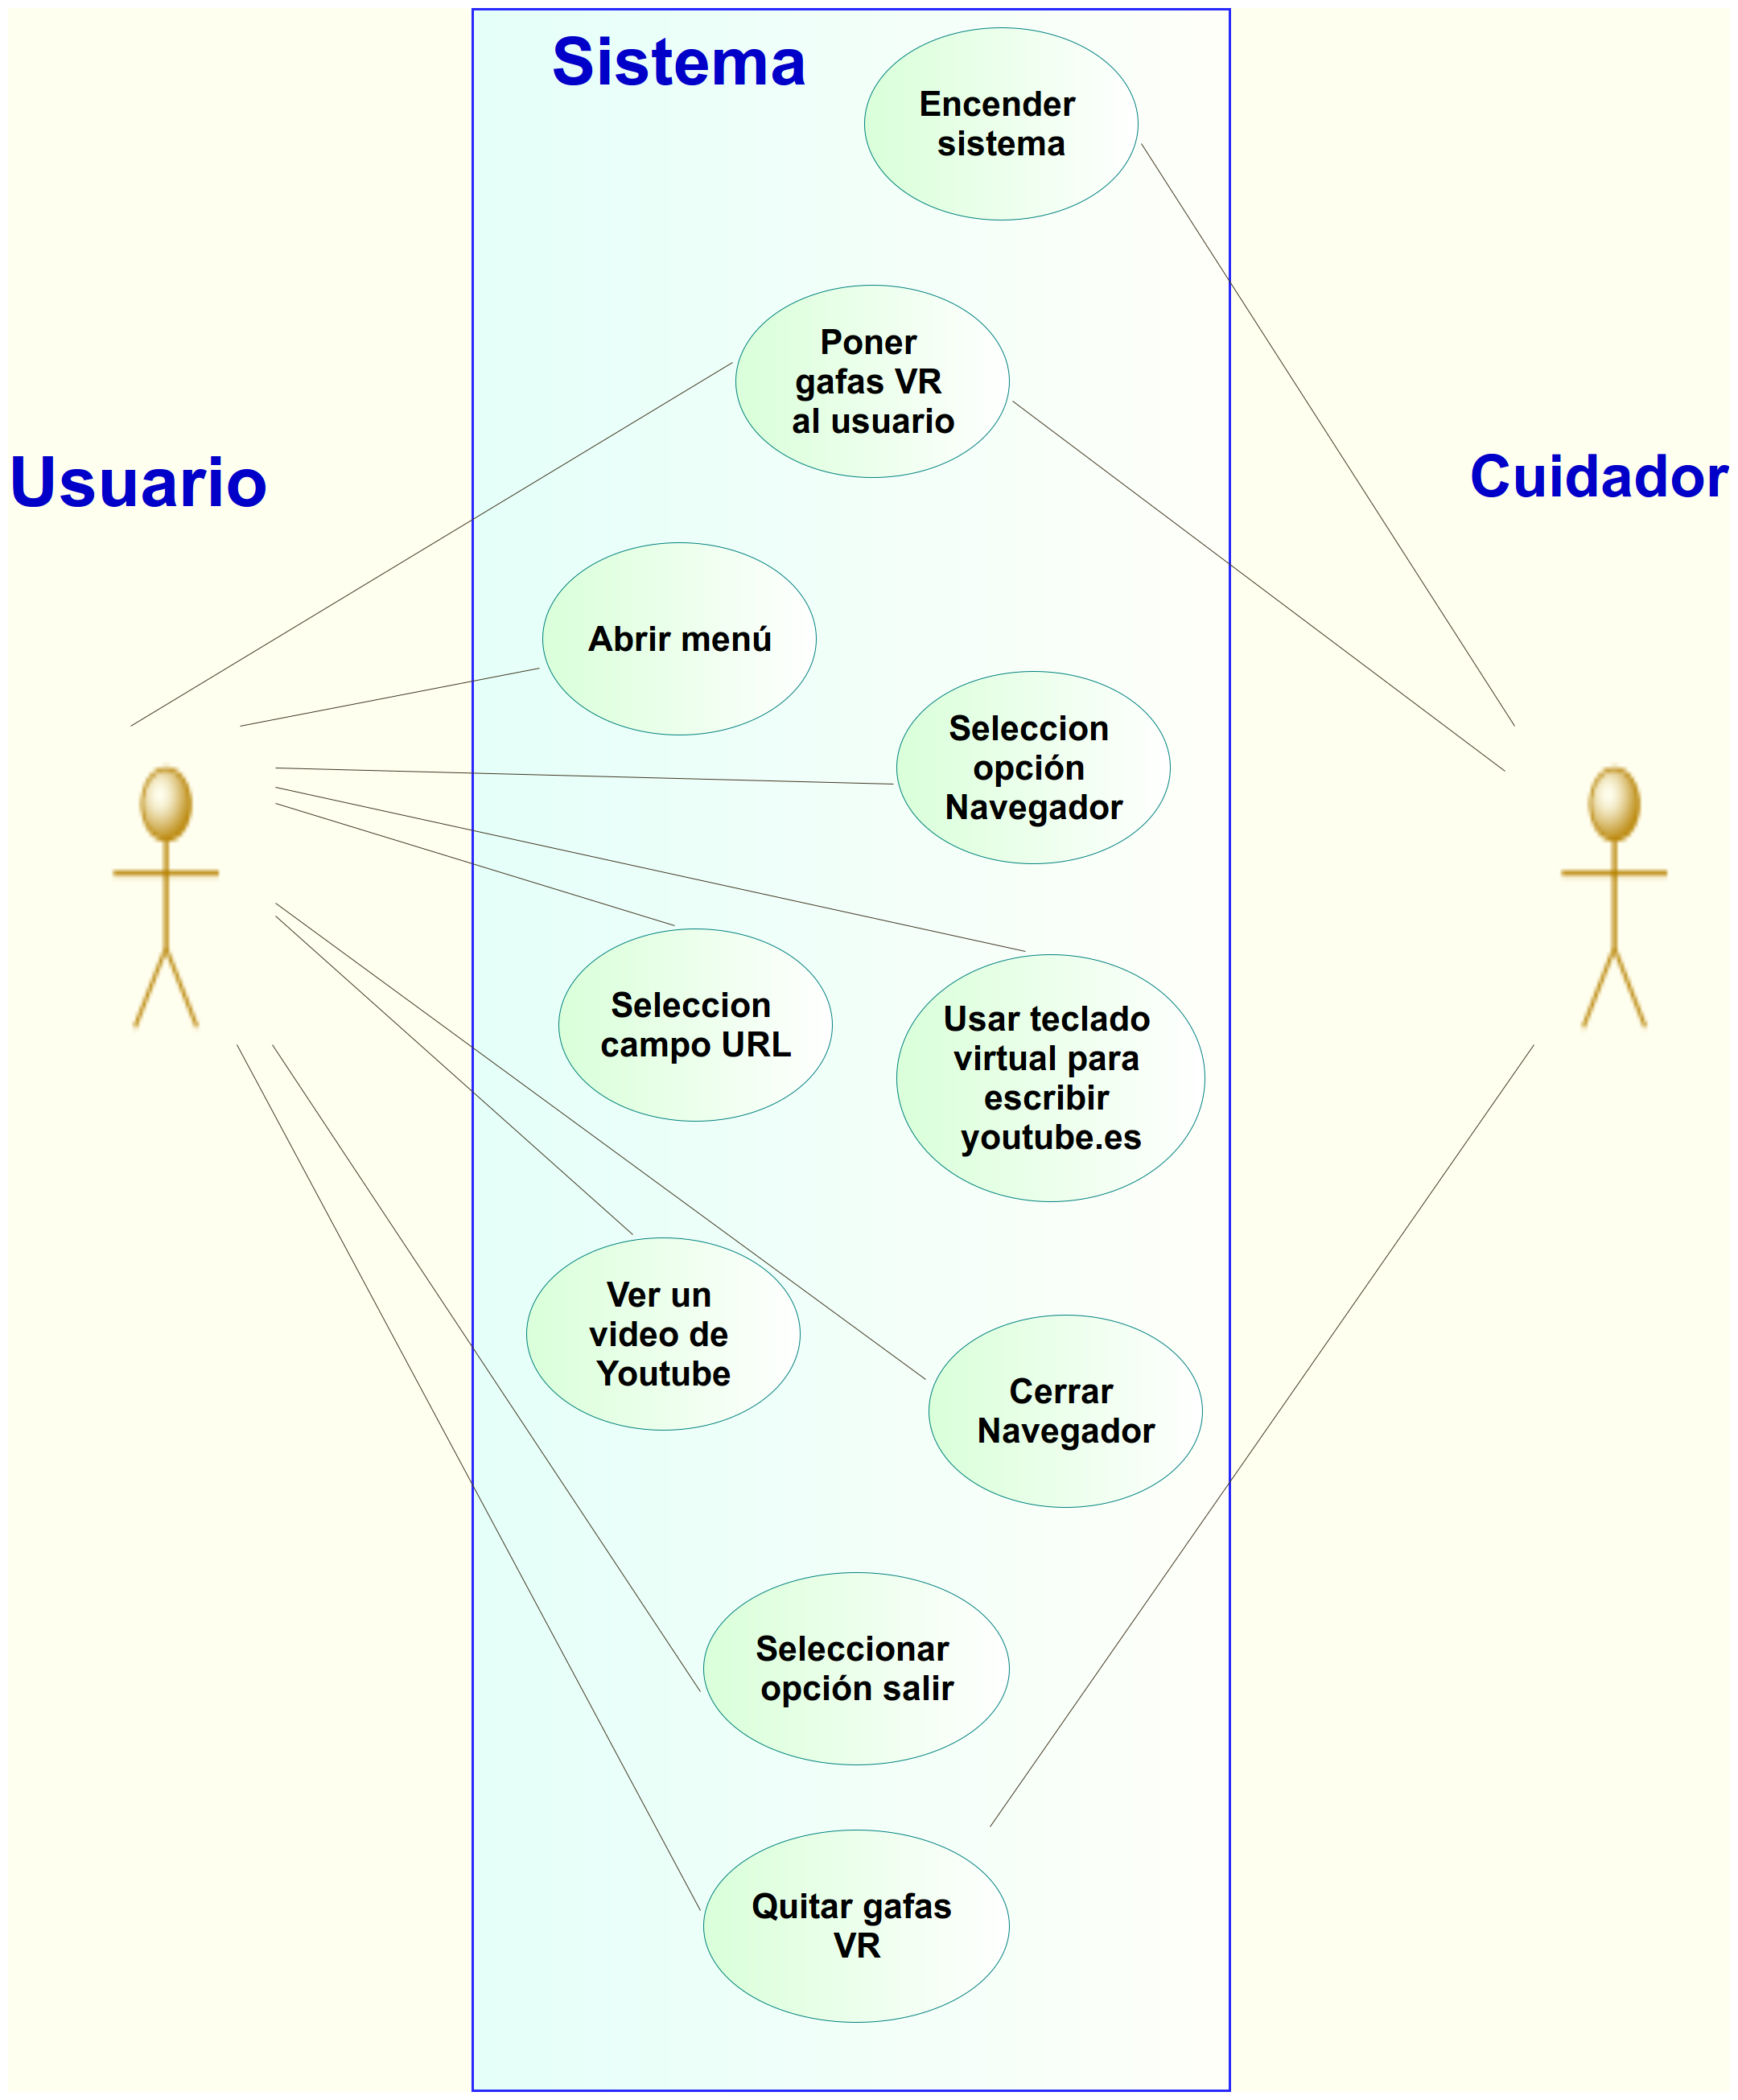 Sistema
Encender
sistema
Poner
gafas VR
al usuario
Usuario
Cuidador
Abrir menú
Seleccion
opción
Navegador
Seleccion
campo URL
Usar teclado
virtual para
escribir
youtube.es
Ver un
video de
Youtube
Cerrar
Navegador
Seleccionar
opción salir
Quitar gafas
VR